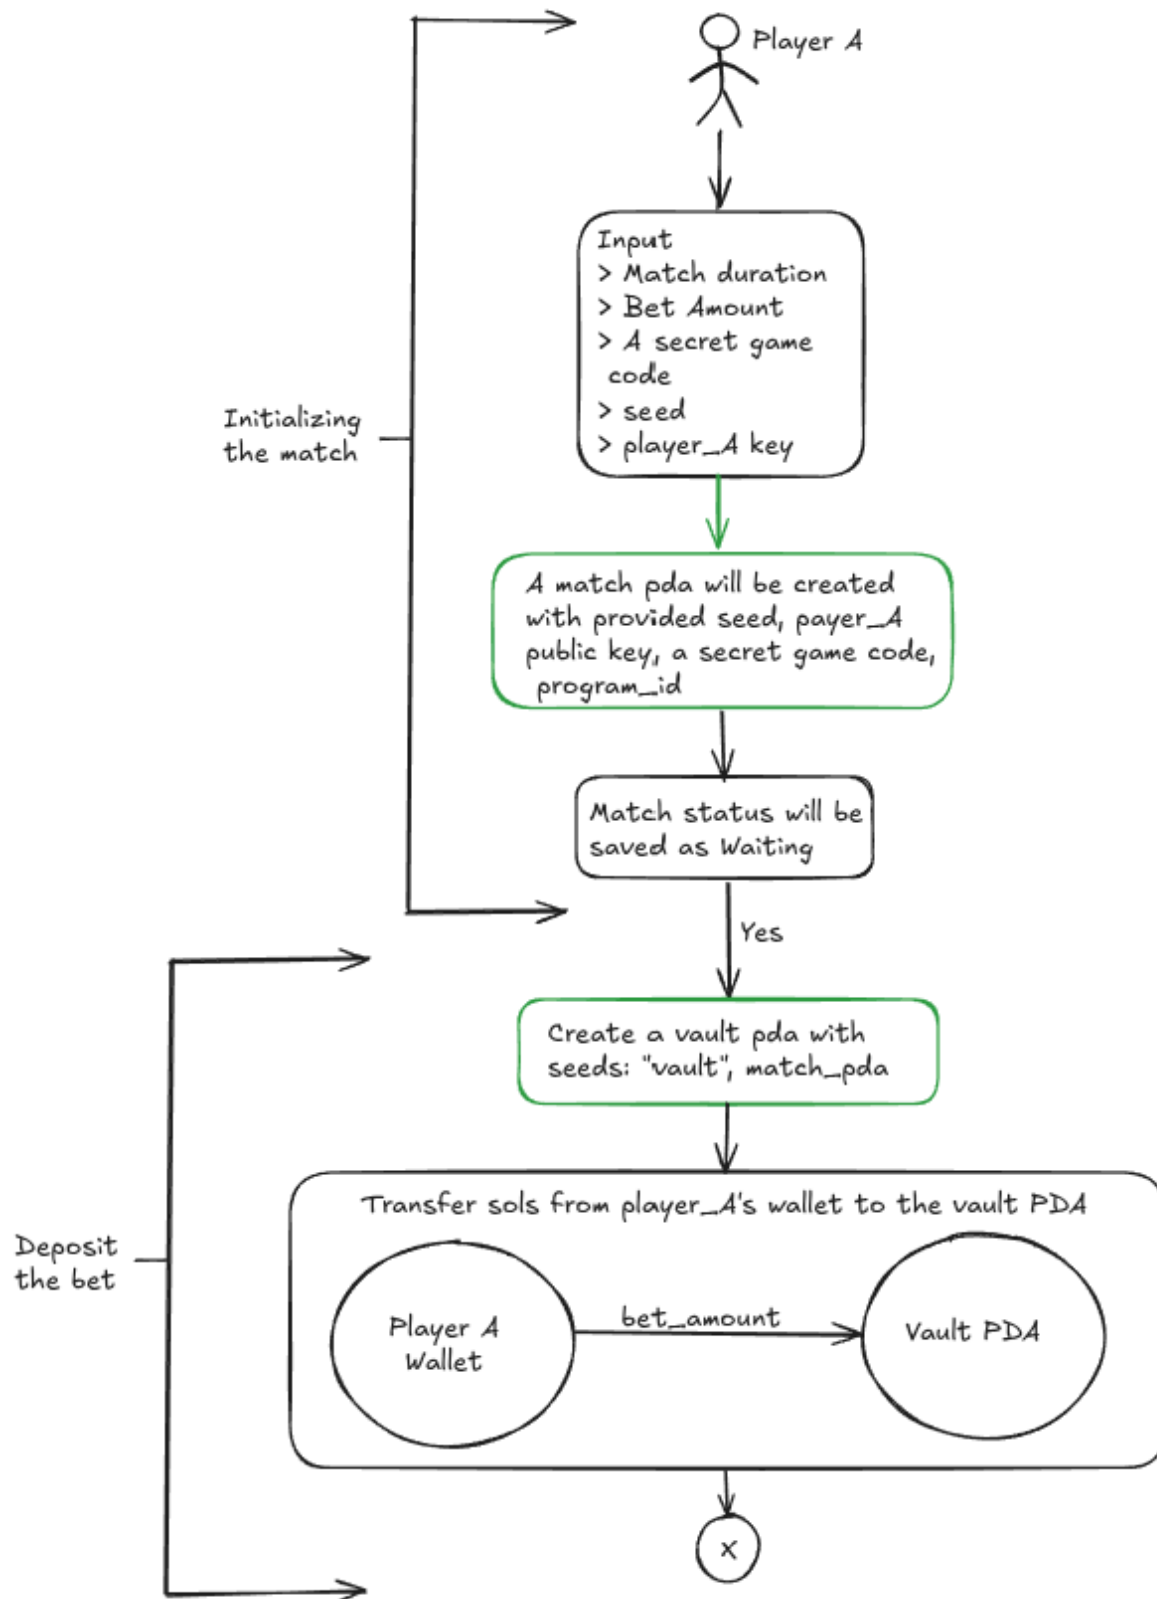 Player A
Input
> Match duration
> Bet Amount
> A secret game
code
> seed
> player_A key
Initializing
the match
A match pda will be created
with provided seed, payer_A
public key, a secret game code,
program_id
Match status will be
saved as Waiting
Yes
Create a vault pda with
seeds: "vault", match_pda
Transfer sols from player_A's wallet to the vault PDA
Deposit
the bet
Player A
Wallet
bet_amount
Vault PDA
x